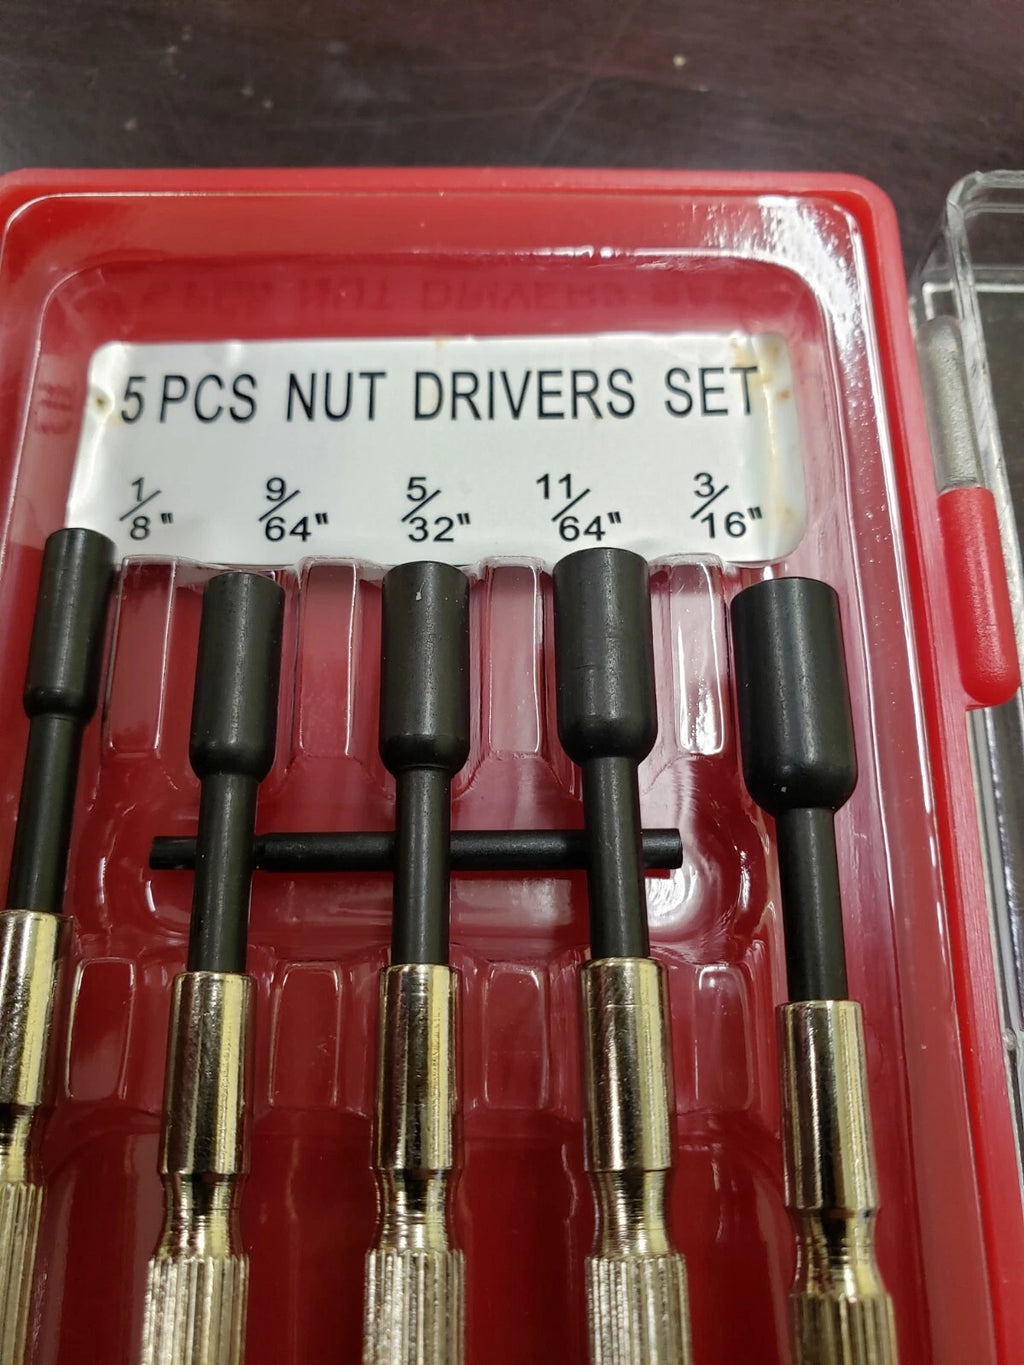 5 PCS NUT DRIVERS SET
1/8" 9/64" 5/32" 11/64" 3/16"